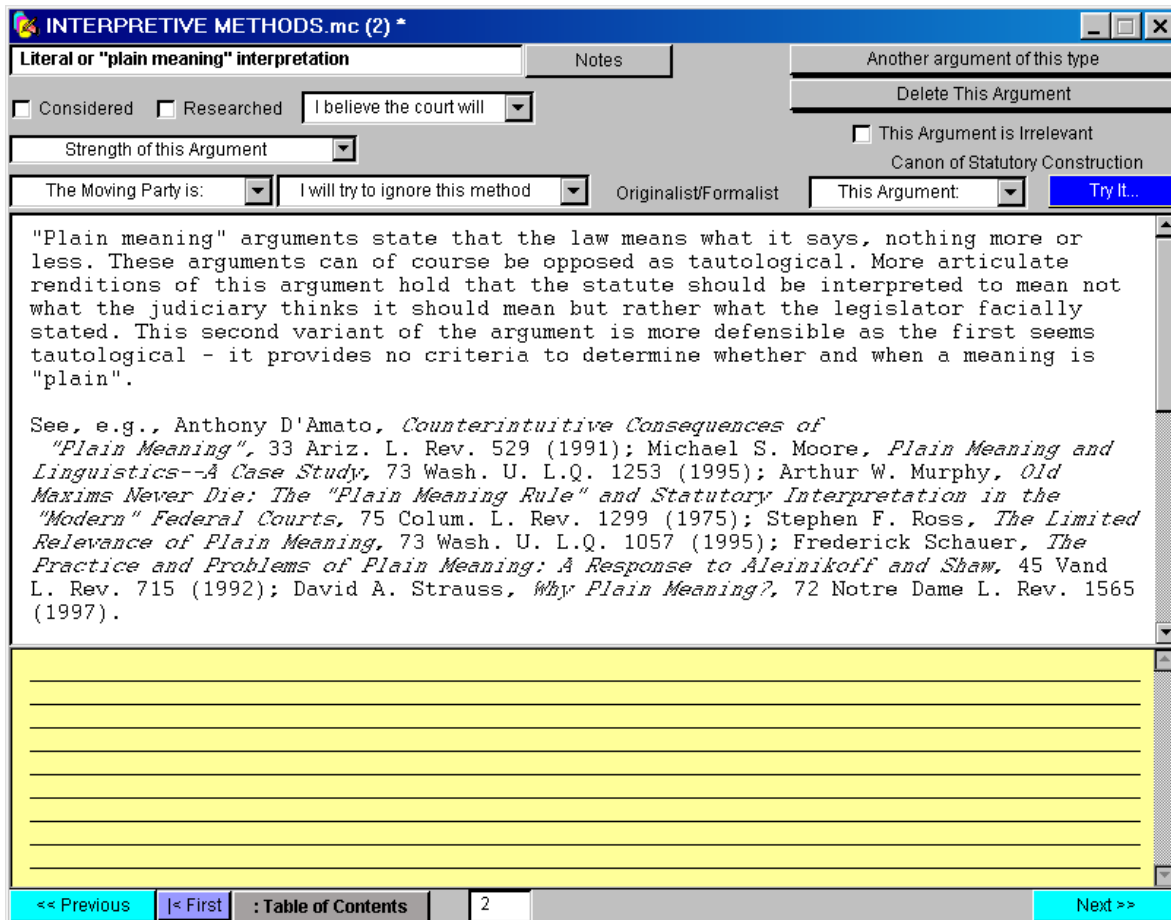 INTERPRETIVE METHODS.mc (2) *
Literal or "plain meaning" interpretation
Notes
Another argument of this type
Delete This Argument
Considered
Researched
I believe the court will
This Argument is Irrelevant
Strength of this Argument
Canon of Statutory Construction
The Moving Party is:
I will try to ignore this method
Originalist/Formalist
This Argument:
Try It...
"Plain meaning" arguments state that the law means what it says, nothing more or
less. These arguments can of course be opposed as tautological. More articulate
renditions of this argument hold that the statute should be interpreted to mean not
what the judiciary thinks it should mean but rather what the legislator facially
stated. This second variant of the argument is more defensible as the first seems
tautological - it provides no criteria to determine whether and when a meaning is
"plain".
See, e.g., Anthony D'Amato, Counterintuitive Consequences of
"Plain Meaning", 33 Ariz. L. Rev. 529 (1991); Michael S. Moore, Plain Meaning and
Linguistics--A Case Study, 73 Wash. U. L.Q. 1253 (1995); Arthur W. Murphy, Old
Maxims Never Die: The "Plain Meaning Rule" and Statutory Interpretation in the
"Modern" Federal Courts, 75 Colum. L. Rev. 1299 (1975); Stephen F. Ross, The Limited
Relevance of Plain Meaning, 73 Wash. U. L.Q. 1057 (1995); Frederick Schauer, The
Practice and Problems of Plain Meaning: A Response to Aleinikoff and Shaw, 45 Vand
L. Rev. 715 (1992); David A. Strauss, Why Plain Meaning?, 72 Notre Dame L. Rev. 1565
(1997).
<< Previous
|< First
: Table of Contents
2
Next >>